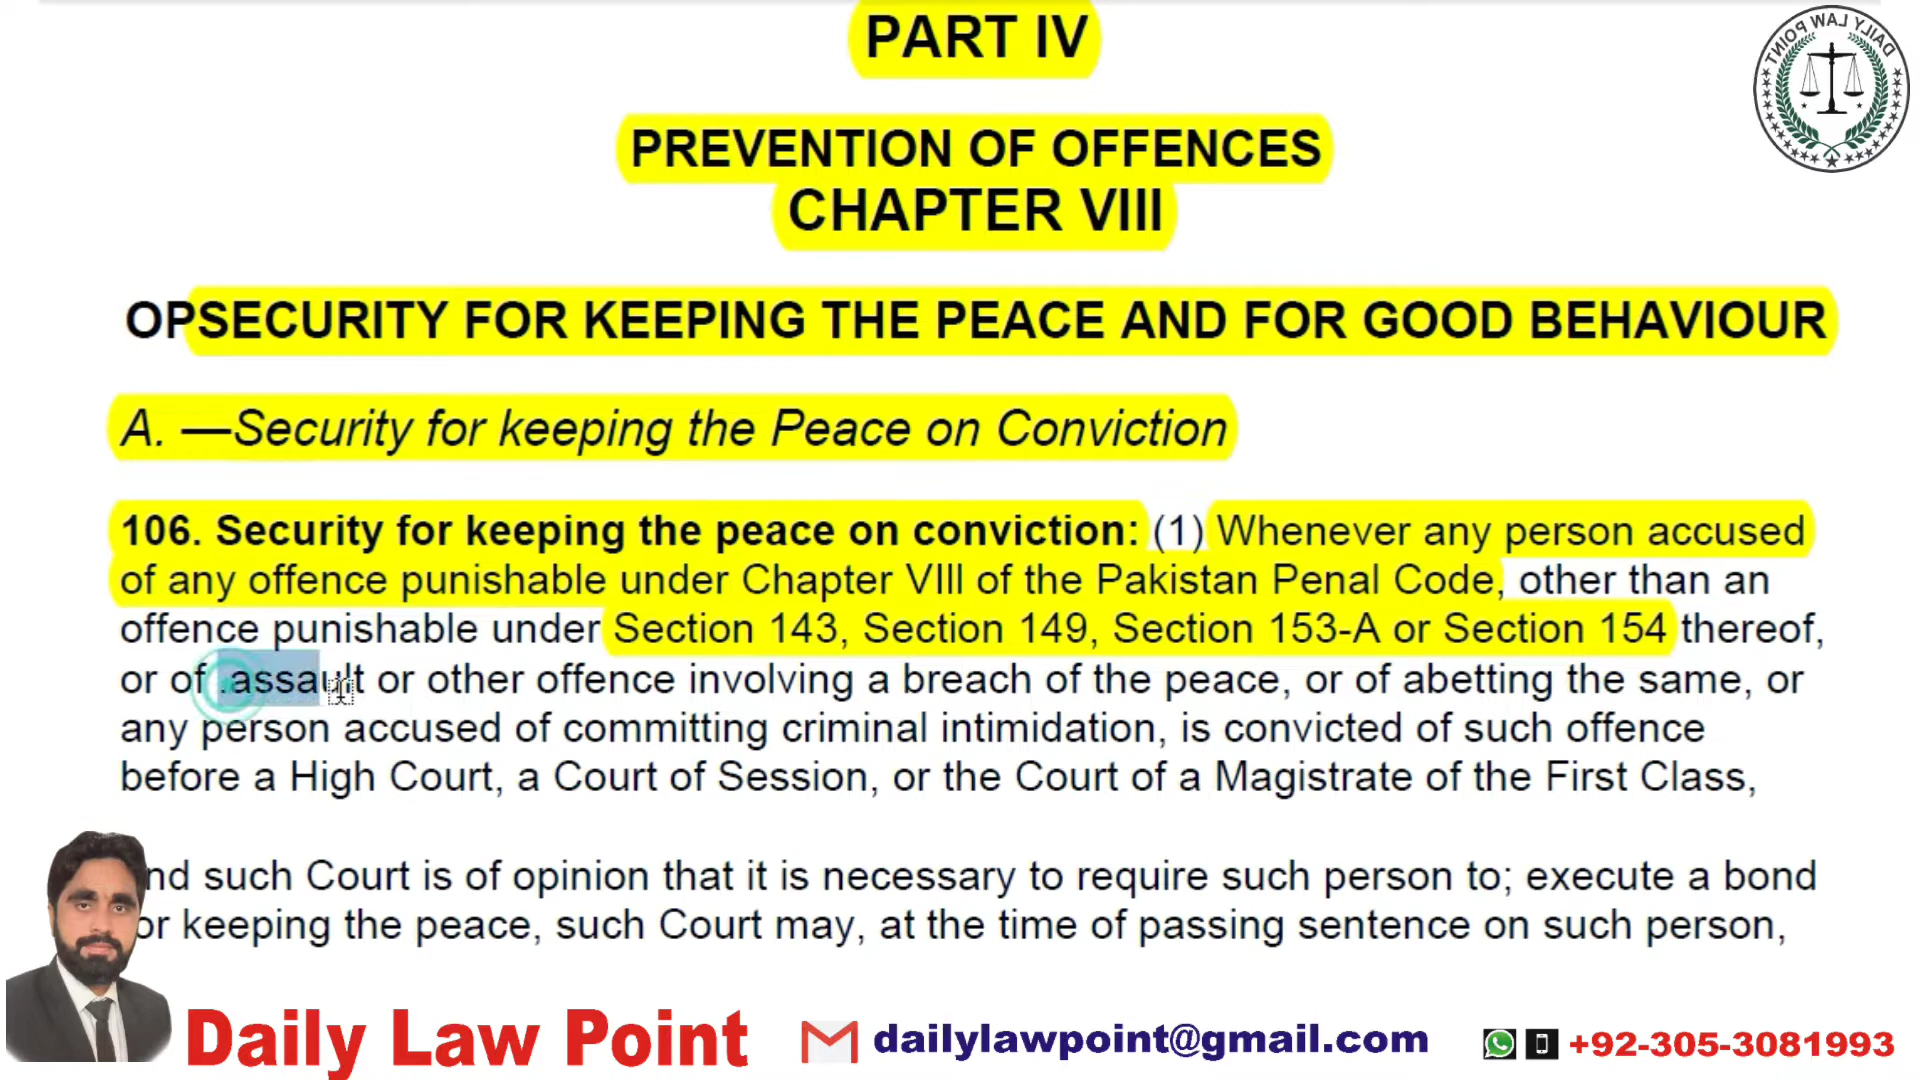 PART IV
DAILY LAW POINT
PREVENTION OF OFFENCES
CHAPTER VIII
OPSECURITY FOR KEEPING THE PEACE AND FOR GOOD BEHAVIOUR
A. —Security for keeping the Peace on Conviction
106. Security for keeping the peace on conviction: (1) Whenever any person accused
of any offence punishable under Chapter VIII of the Pakistan Penal Code, other than an
offence punishable under Section 143, Section 149, Section 153-A or Section 154 thereof,
or of .assault or other offence involving a breach of the peace, or of abetting the same, or
any person accused of committing criminal intimidation, is convicted of such offence
before a High Court, a Court of Session, or the Court of a Magistrate of the First Class,
nd such Court is of opinion that it is necessary to require such person to; execute a bond
or keeping the peace, such Court may, at the time of passing sentence on such person,
Daily Law Point
dailylawpoint@gmail.com
+92-305-3081993